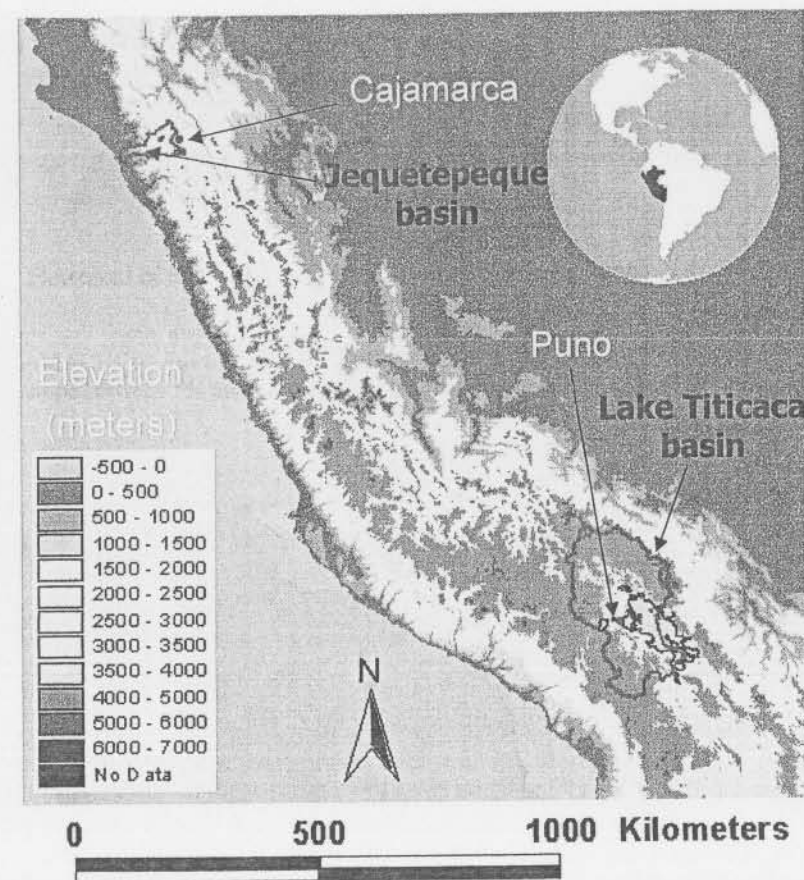 Cajamarca
Jequetepeque
basin
Puno
Lake Titicaca
basin
Elevation
(meters)
-500 - 0
0 - 500
500 - 1000
1000 - 1500
1500 - 2000
2000 - 2500
2500 - 3000
3000 - 3500
3500 - 4000
4000 - 5000
5000 - 6000
6000 - 7000
No Data
N
0 500 1000 Kilometers